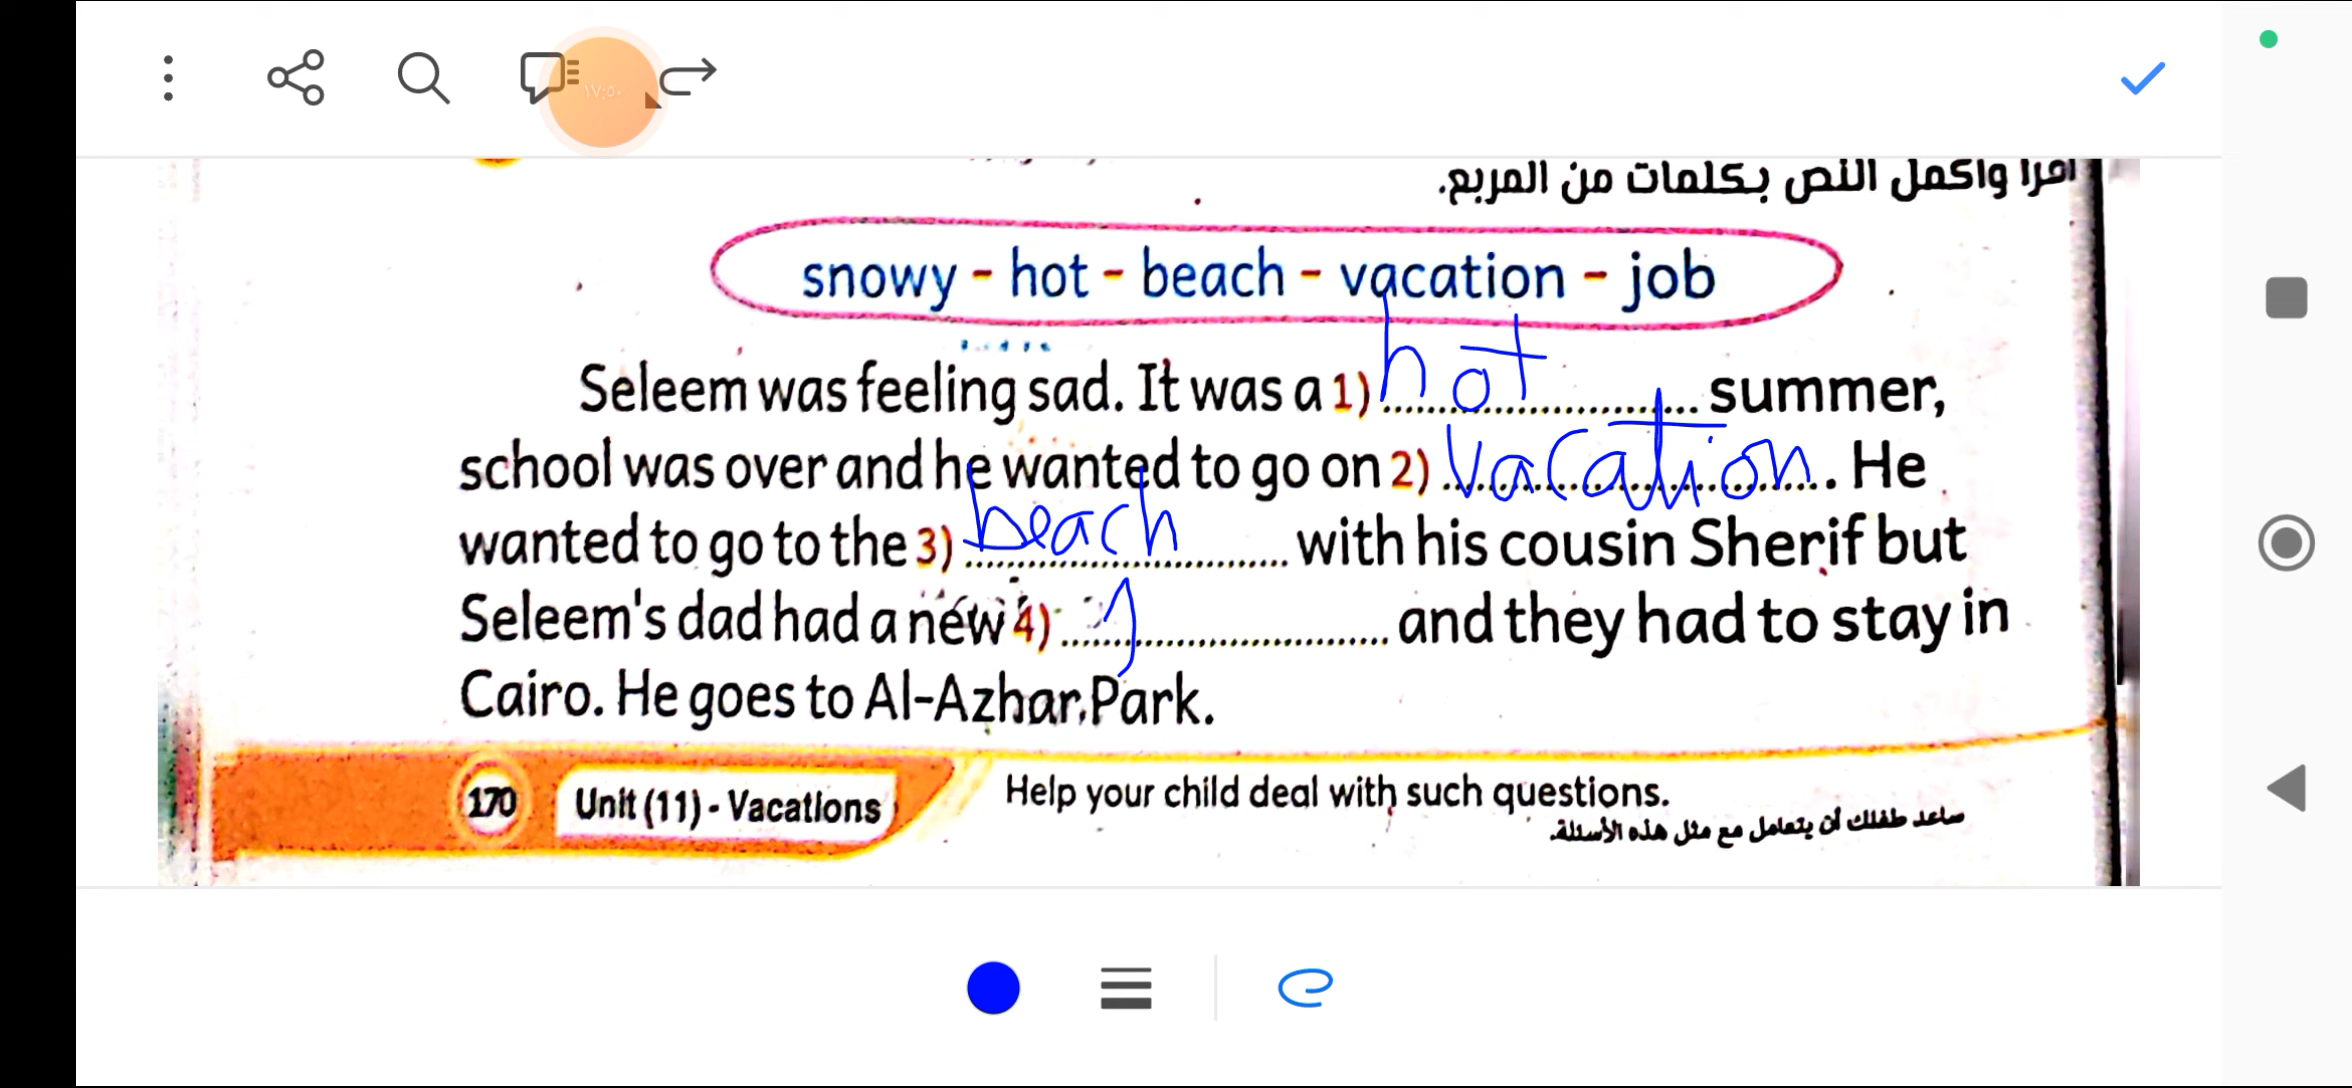 ١٧:٥٠
اقرأ وأكمل النص بكلمات من المربع.
snowy - hot - beach - vacation - job
Seleem was feeling sad. It was a 1) hot summer,
school was over and he wanted to go on 2) vacation. He
wanted to go to the 3) beach with his cousin Sherif but
Seleem's dad had a new 4) J and they had to stay in
Cairo. He goes to Al-Azhar Park.
170 Unit (11) - Vacations Help your child deal with such questions.
ساعد طفلك أن يتعامل مع مثل هذه الأسئلة.